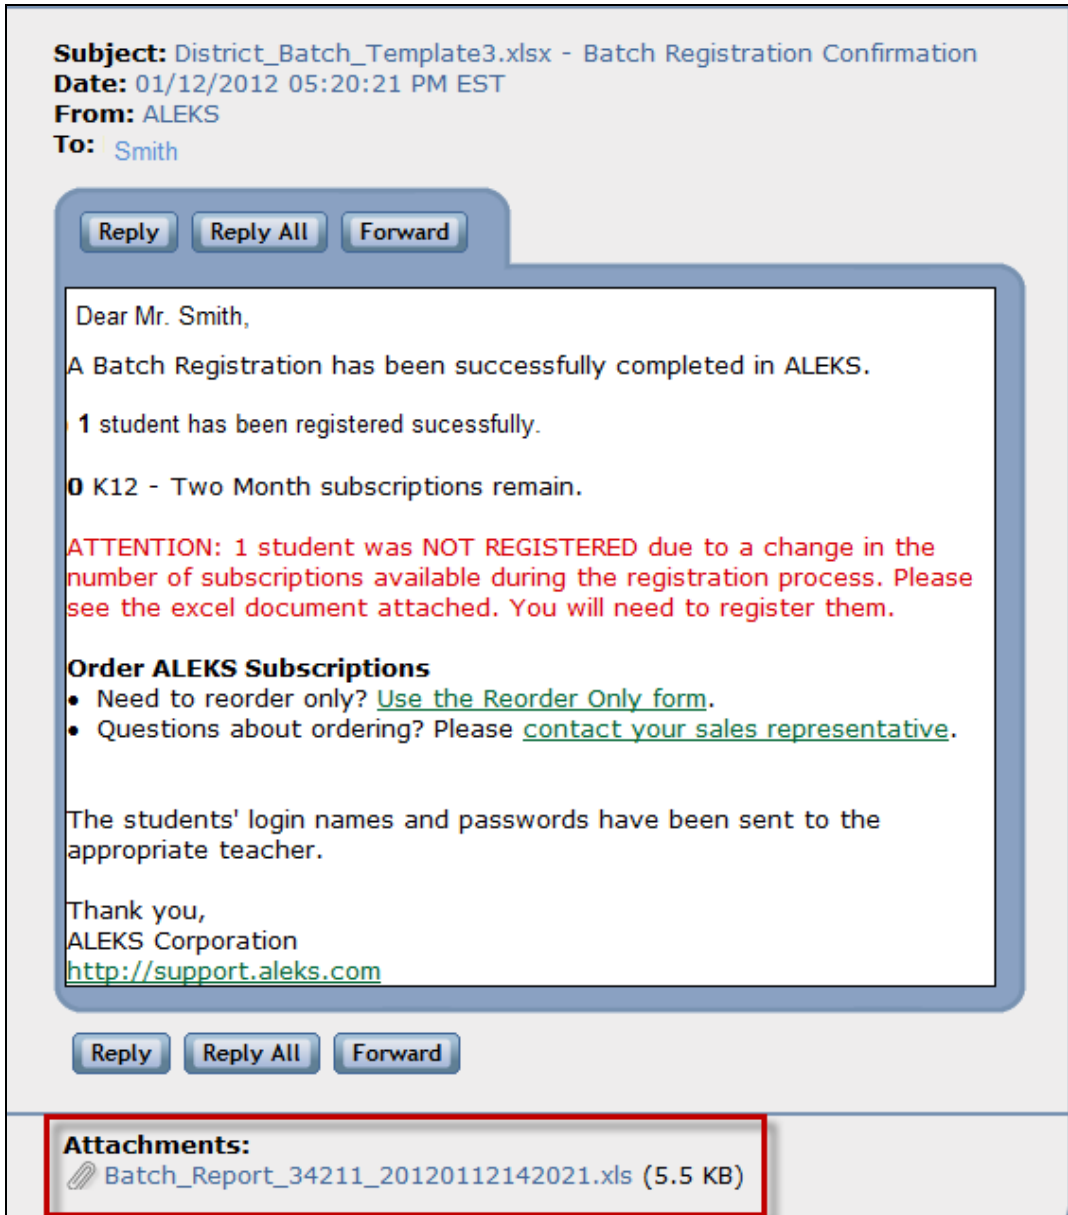 Subject: District_Batch_Template3.xlsx - Batch Registration Confirmation
Date: 01/12/2012 05:20:21 PM EST
From: ALEKS
To: Smith
Reply Reply All Forward
Dear Mr. Smith,
A Batch Registration has been successfully completed in ALEKS.
1 student has been registered sucessfully.
0 K12 - Two Month subscriptions remain.
ATTENTION: 1 student was NOT REGISTERED due to a change in the
number of subscriptions available during the registration process. Please
see the excel document attached. You will need to register them.
Order ALEKS Subscriptions
• Need to reorder only? Use the Reorder Only form.
• Questions about ordering? Please contact your sales representative.
The students' login names and passwords have been sent to the
appropriate teacher.
Thank you,
ALEKS Corporation
http://support.aleks.com
Reply Reply All Forward
Attachments:
Batch_Report_34211_20120112142021.xls (5.5 KB)